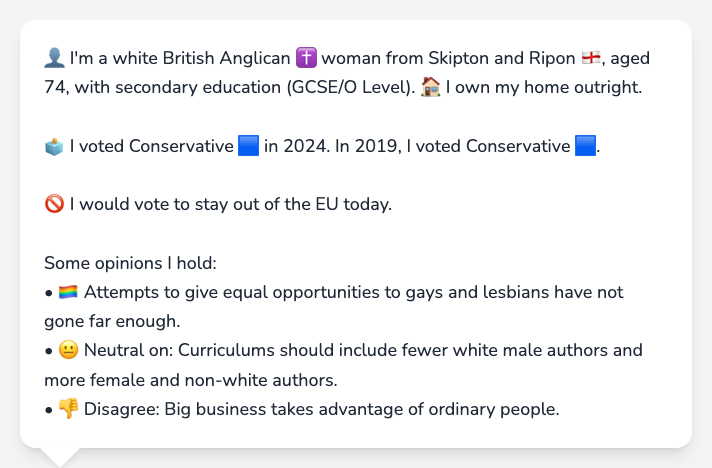 👤 I'm a white British Anglican ✝️ woman from Skipton and Ripon 🏴󠁧󠁢󠁥󠁮󠁧󠁿, aged
74, with secondary education (GCSE/O Level). 🏠 I own my home outright.
🗳️ I voted Conservative 🟦 in 2024. In 2019, I voted Conservative 🟦.
🚫 I would vote to stay out of the EU today.
Some opinions I hold:
• 🏳️‍🌈 Attempts to give equal opportunities to gays and lesbians have not
gone far enough.
• 😐 Neutral on: Curriculums should include fewer white male authors and
more female and non-white authors.
• 👎 Disagree: Big business takes advantage of ordinary people.